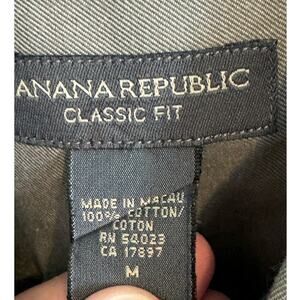 ANANA REPUBLIC
CLASSIC FIT
MADE IN MACAU
100% COTTON/
COTON
RN 54023
CA 17897
M